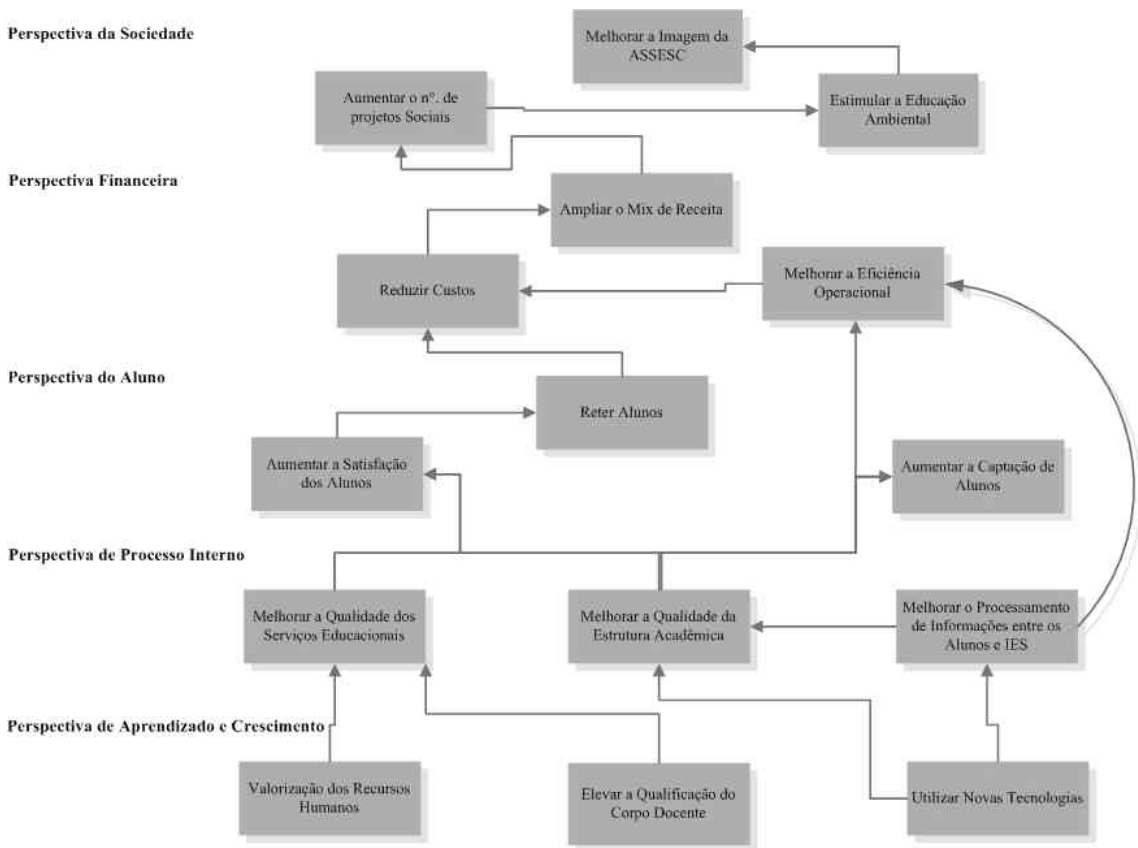 Perspectiva da Sociedade
Melhorar a Imagem da
ASSESC
Aumentar o nº. de
projetos Sociais
Estimular a Educação
Ambiental
Perspectiva Financeira
Ampliar o Mix de Receita
Reduzir Custos
Melhorar a Eficiência
Operacional
Perspectiva do Aluno
Reter Alunos
Aumentar a Satisfação
dos Alunos
Aumentar a Captação de
Alunos
Perspectiva de Processo Interno
Melhorar a Qualidade dos
Serviços Educacionais
Melhorar a Qualidade da
Estrutura Acadêmica
Melhorar o Processamento
de Informações entre os
Alunos e IES
Perspectiva de Aprendizado e Crescimento
Valorização dos Recursos
Humanos
Elevar a Qualificação do
Corpo Docente
Utilizar Novas Tecnologias